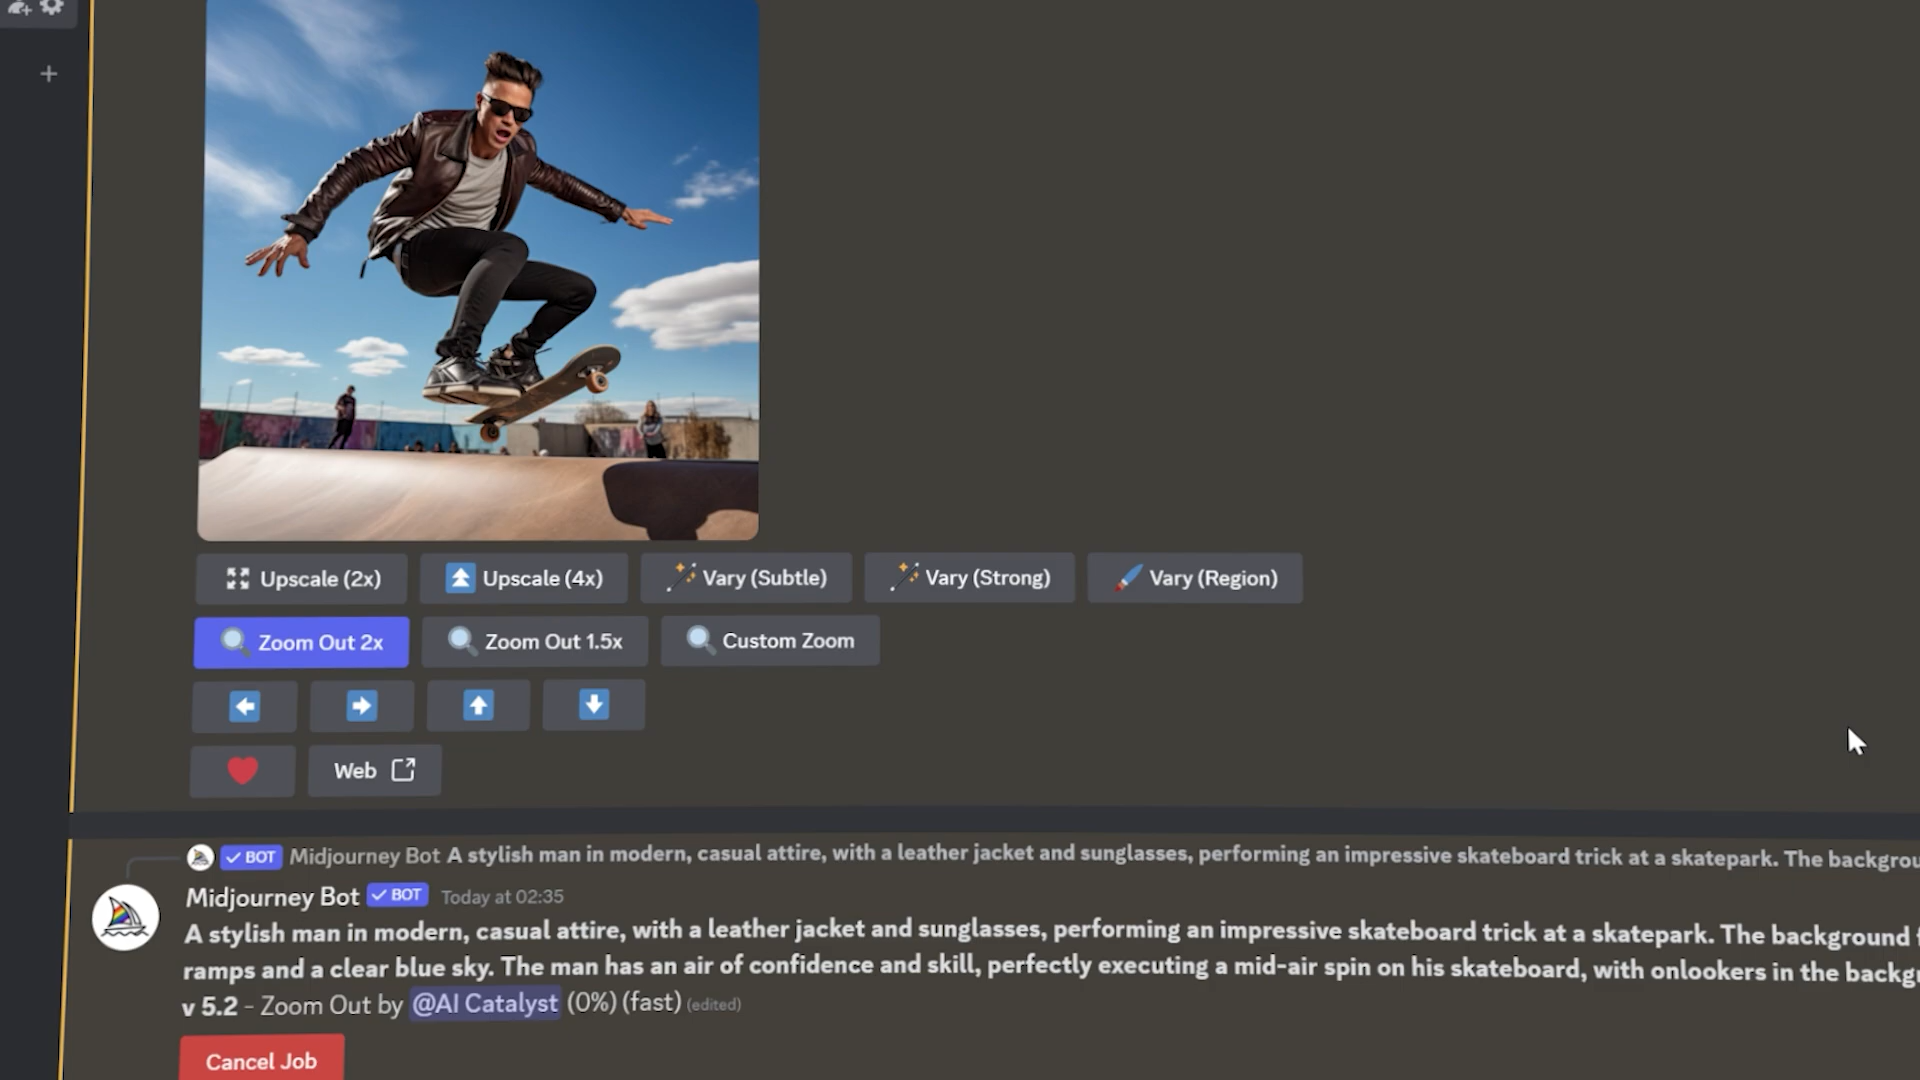 Upscale (2x) Upscale (4x) Vary (Subtle) Vary (Strong) Vary (Region)
Zoom Out 2x Zoom Out 1.5x Custom Zoom
Web
BOT Midjourney Bot A stylish man in modern, casual attire, with a leather jacket and sunglasses, performing an impressive skateboard trick at a skatepark. The
Midjourney Bot BOT Today at 02:35
A stylish man in modern, casual attire, with a leather jacket and sunglasses, performing an impressive skateboard trick at a skatepark. The background
ramps and a clear blue sky. The man has an air of confidence and skill, perfectly executing a mid-air spin on his skateboard, with onlookers in the
v 5.2 - Zoom Out by @AI Catalyst (0%) (fast) (edited)
Cancel Job